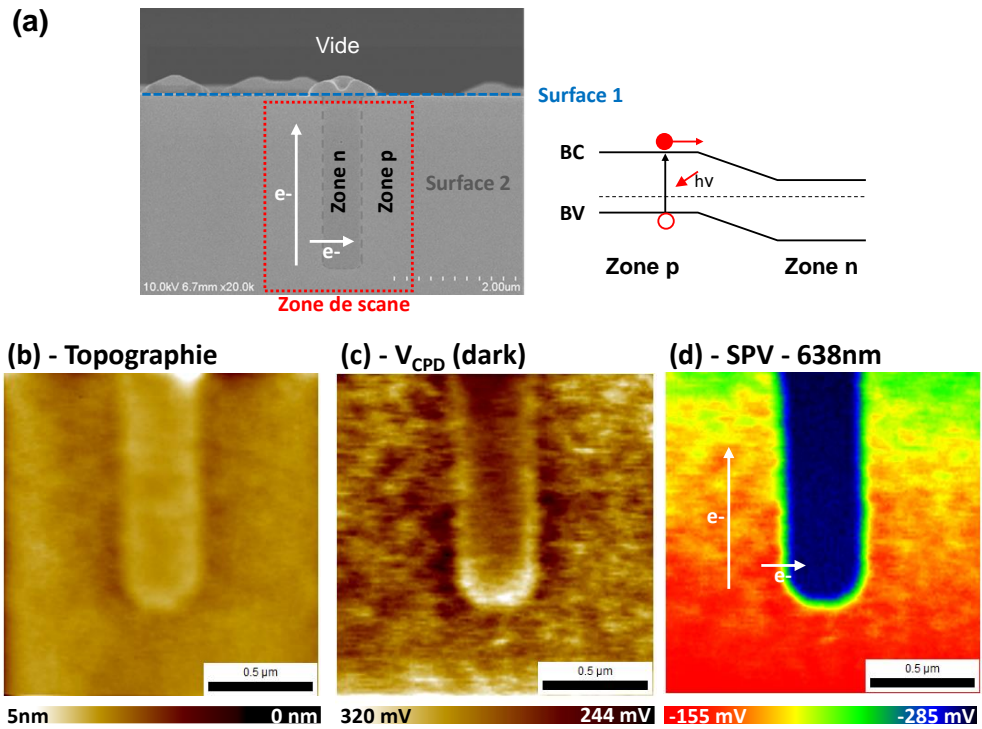 (a)
Vide
Surface 1
Zone n
Zone p
Surface 2
e-
e-
10.0kV 6.7mm x20.0k
2.00um
Zone de scane
BC
hν
BV
Zone p
Zone n
(b) - Topographie
(c) - VCPD (dark)
(d) - SPV - 638nm
e-
e-
0.5 µm
0.5 µm
0.5 µm
5nm
0 nm
320 mV
244 mV
-155 mV
-285 mV